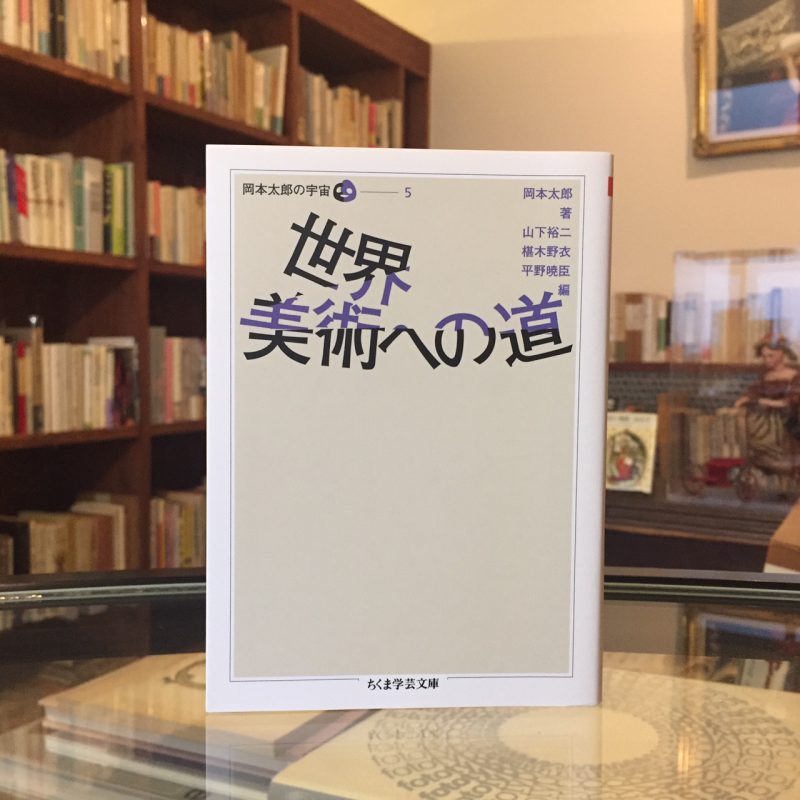 岡本太郎の宇宙 5
世界
美術への道
岡本太郎
著
山下裕二
椹木野衣
平野暁臣
編
ちくま学芸文庫